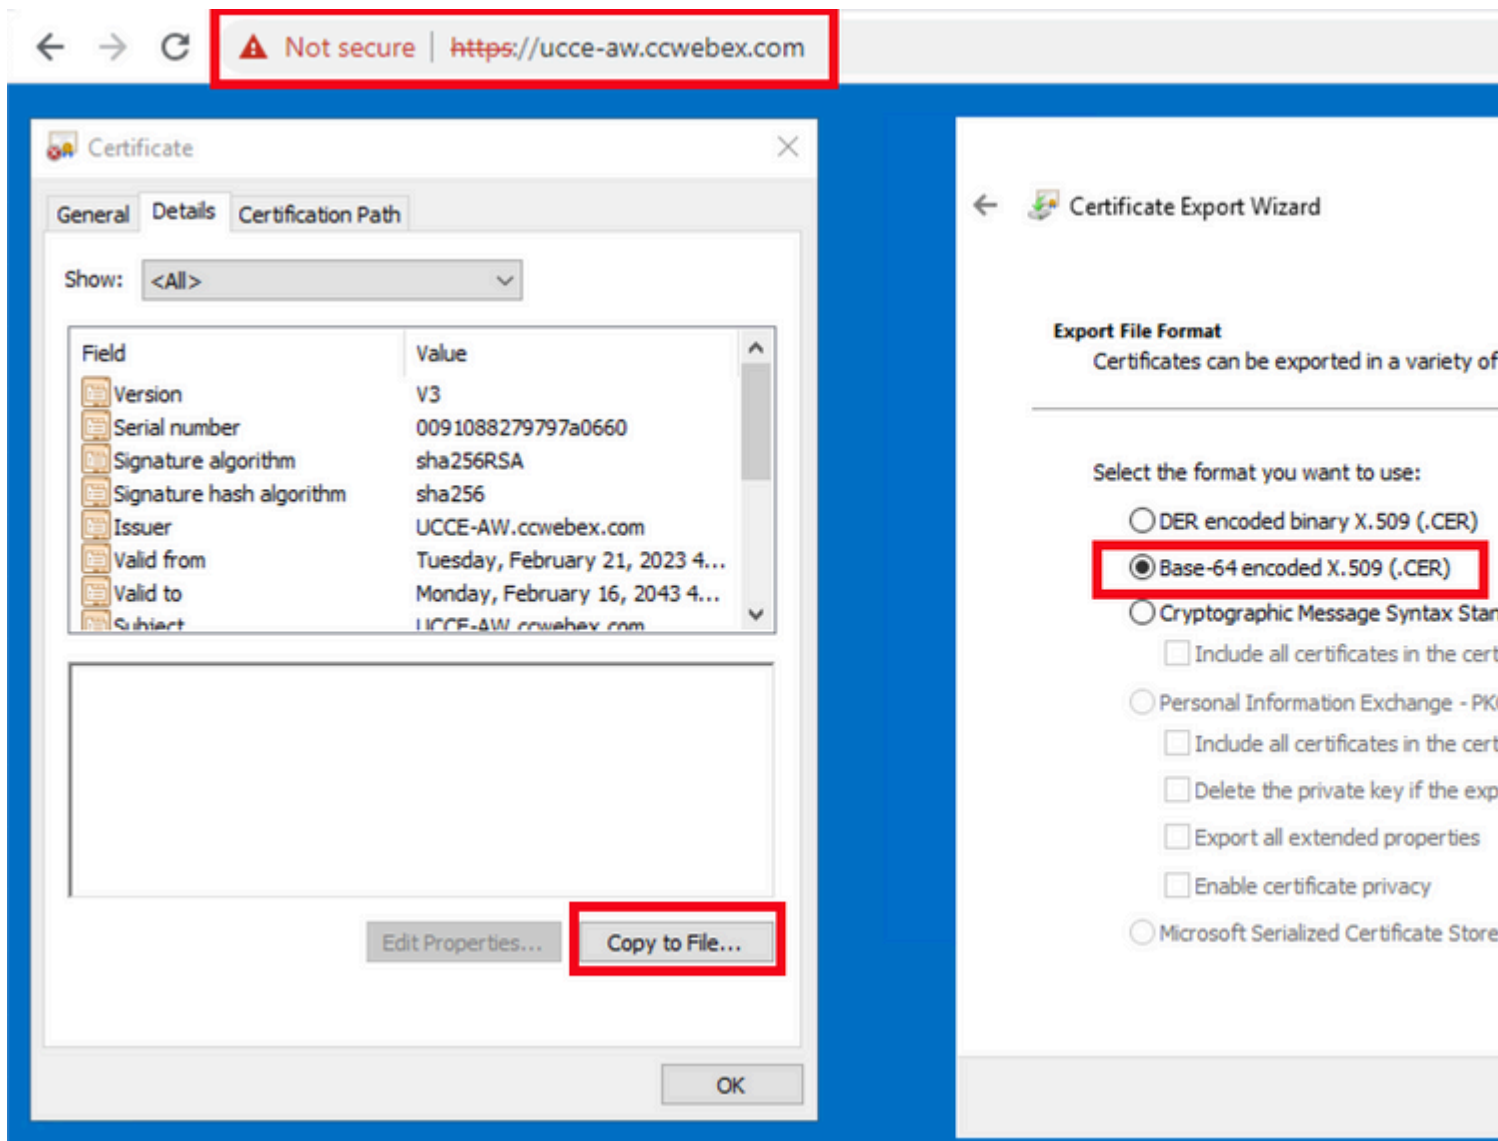 Not secure | https://ucce-aw.ccwebex.com
Certificate
General Details Certification Path
Show: <All>
Field Value
Version V3
Serial number 0091088279797a0660
Signature algorithm sha256RSA
Signature hash algorithm sha256
Issuer UCCE-AW.ccwebex.com
Valid from Tuesday, February 21, 2023 4...
Valid to Monday, February 16, 2043 4...
Subject UCCE-AW.ccwebex.com
Edit Properties... Copy to File...
OK
Certificate Export Wizard
Export File Format
Certificates can be exported in a variety of
Select the format you want to use:
DER encoded binary X.509 (.CER)
Base-64 encoded X.509 (.CER)
Cryptographic Message Syntax Stan
Include all certificates in the cert
Personal Information Exchange - PK
Include all certificates in the cert
Delete the private key if the exp
Export all extended properties
Enable certificate privacy
Microsoft Serialized Certificate Store